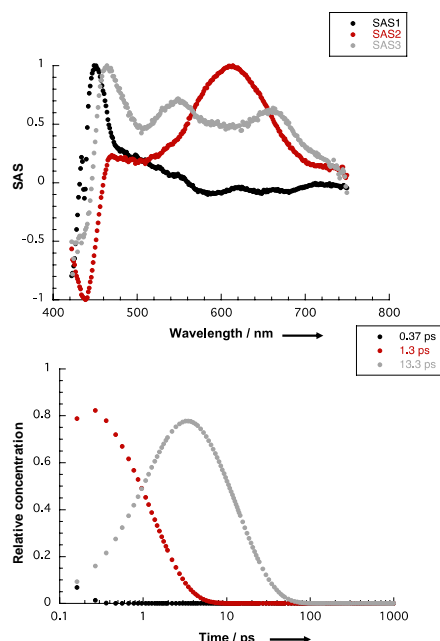 SAS1
SAS2
SAS3
1
0.5
0
-0.5
-1
SAS
400
500
600
700
800
Wavelength / nm
0.37 ps
1.3 ps
13.3 ps
1
0.8
0.6
0.4
0.2
0
Relative concentration
0.1
1
10
100
1000
Time / ps